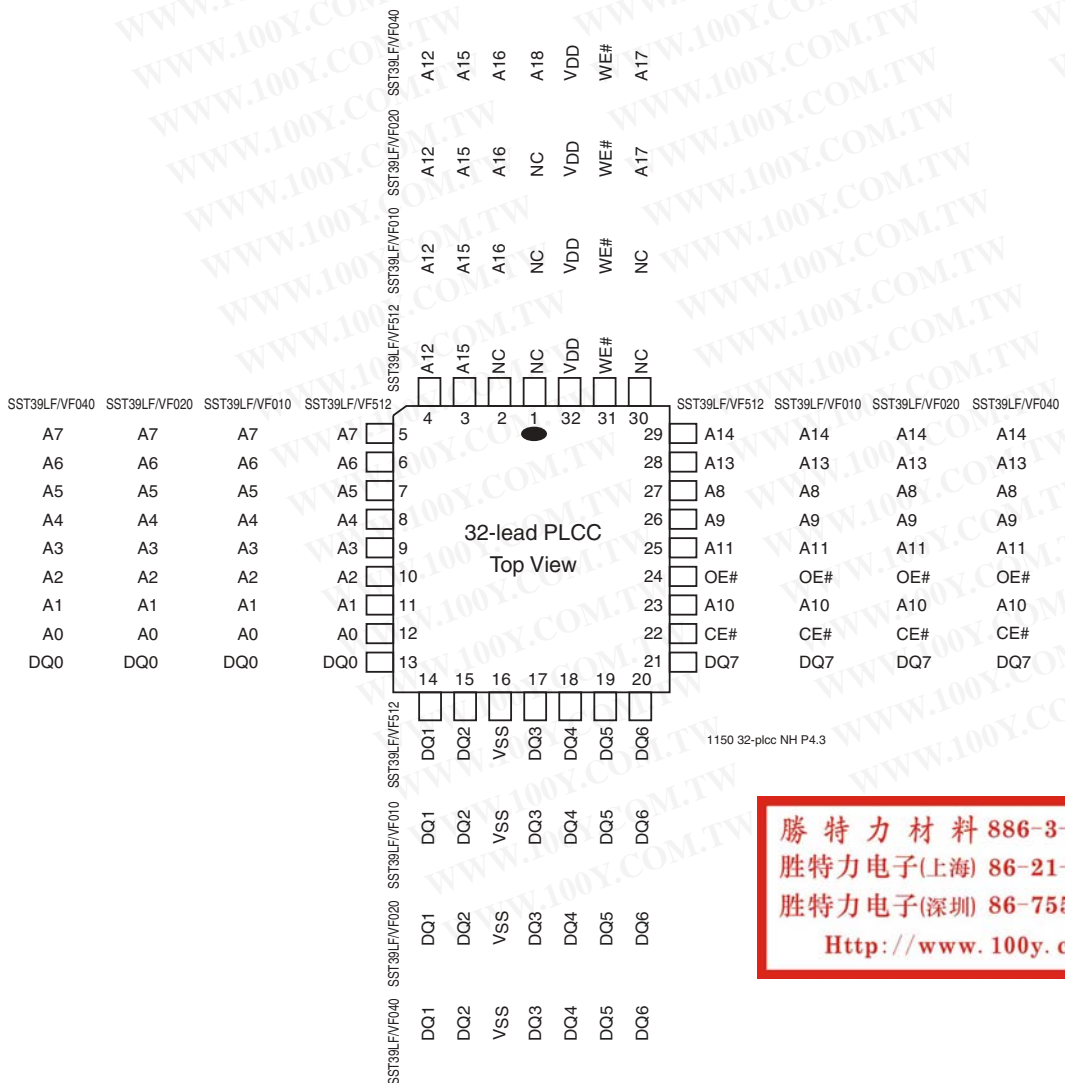 SST39LF/VF040 A12 A15 A16 A18 VDD WE# A17
SST39LF/VF020 A12 A15 A16 NC VDD WE# A17
SST39LF/VF010 A12 A15 A16 NC VDD WE# NC
SST39LF/VF512 A12 A15 NC NC VDD WE# NC
4 3 2 1 32 31 30
SST39LF/VF040 SST39LF/VF020 SST39LF/VF010 SST39LF/VF512 SST39LF/VF512 SST39LF/VF010 SST39LF/VF020 SST39LF/VF040
A7 A7 A7 A7 5 29 A14 A14 A14 A14
A6 A6 A6 A6 6 28 A13 A13 A13 A13
A5 A5 A5 A5 7 27 A8 A8 A8 A8
A4 A4 A4 A4 8 26 A9 A9 A9 A9
A3 A3 A3 A3 9 25 A11 A11 A11 A11
A2 A2 A2 A2 10 24 OE# OE# OE# OE#
A1 A1 A1 A1 11 23 A10 A10 A10 A10
A0 A0 A0 A0 12 22 CE# CE# CE# CE#
DQ0 DQ0 DQ0 DQ0 13 21 DQ7 DQ7 DQ7 DQ7
32-lead PLCC
Top View
14 15 16 17 18 19 20
SST39LF/VF512 DQ1 DQ2 VSS DQ3 DQ4 DQ5 DQ6
SST39LF/VF010 DQ1 DQ2 VSS DQ3 DQ4 DQ5 DQ6
SST39LF/VF020 DQ1 DQ2 VSS DQ3 DQ4 DQ5 DQ6
SST39LF/VF040 DQ1 DQ2 VSS DQ3 DQ4 DQ5 DQ6
1150 32-plcc NH P4.3
勝特力材料 886-3-
胜特力电子(上海) 86-21-
胜特力电子(深圳) 86-755
Http://www.100y.c
WWW.100Y.COM.TW